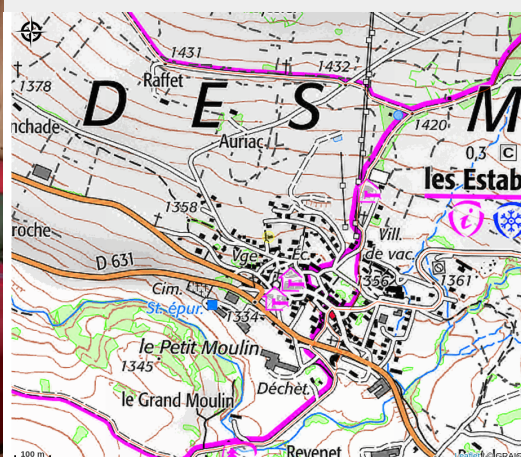 1431
1432
Raffet
1378
D E S M
1420
nchade
Auriac
0,3 C
les Estab
1358
roche
Vill.
de vac.
Vge
Ec.
D 631
1356
1361
Cim.
St. épur.
1334
le Petit Moulin
1345
Déchèt.
le Grand Moulin
Revenet
100 m